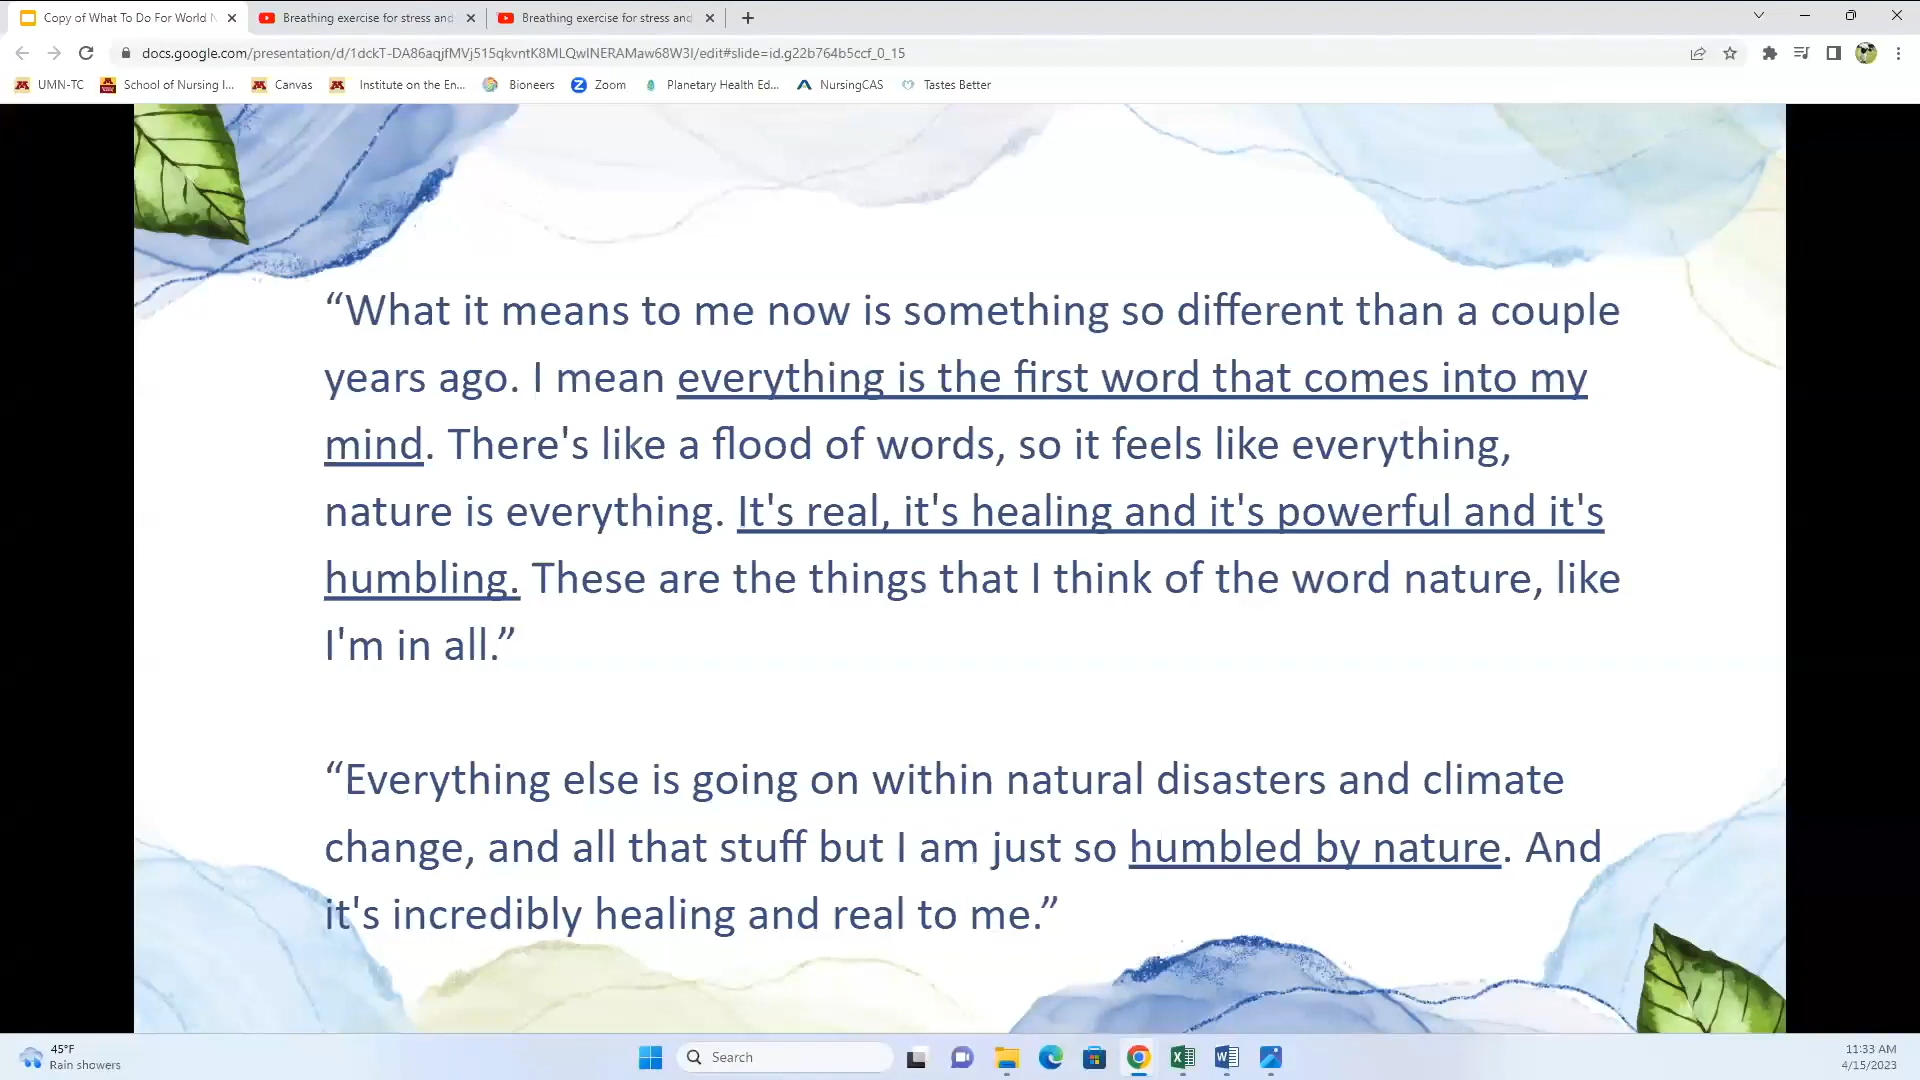 Copy of What To Do For World N
Breathing exercise for stress and
Breathing exercise for stress and
docs.google.com/presentation/d/1dckT-DA86aqjfMVj515qkvntK8MLQwlNERAMaw68W3I/edit#slide=id.g22b764b5ccf_0_15
UMN-TC School of Nursing I... Canvas Institute on the En... Bioneers Zoom Planetary Health Ed... NursingCAS Tastes Better
“What it means to me now is something so different than a couple
years ago. I mean everything is the first word that comes into my
mind. There's like a flood of words, so it feels like everything,
nature is everything. It's real, it's healing and it's powerful and it's
humbling. These are the things that I think of the word nature, like
I'm in all.”
“Everything else is going on within natural disasters and climate
change, and all that stuff but I am just so humbled by nature. And
it's incredibly healing and real to me.”
45°F
Rain showers
Search
11:33 AM
4/15/2023